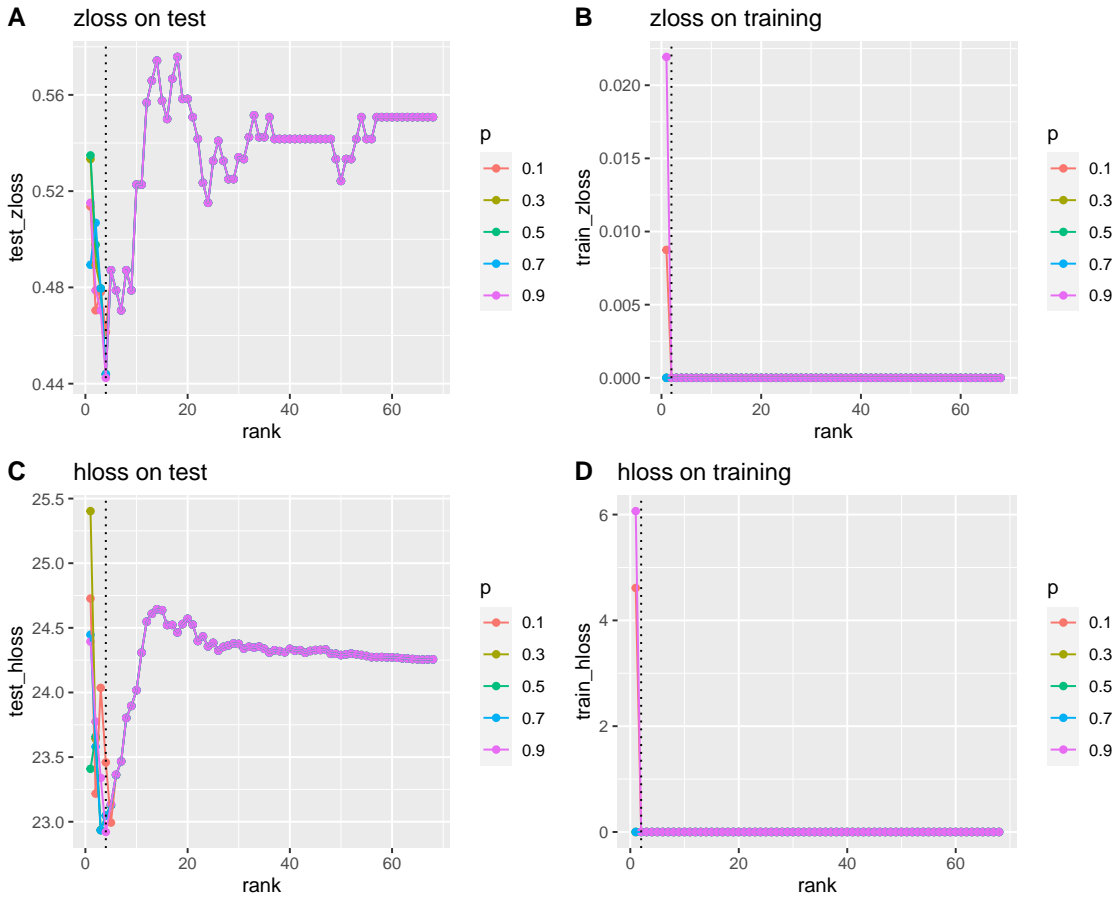 A
zloss on test
test_zloss
0.56
0.52
0.48
0.44
0
20
40
60
rank
p
0.1
0.3
0.5
0.7
0.9
B
zloss on training
train_zloss
0.020
0.015
0.010
0.005
0.000
0
20
40
60
rank
p
0.1
0.3
0.5
0.7
0.9
C
hloss on test
test_hloss
25.5
25.0
24.5
24.0
23.5
23.0
0
20
40
60
rank
p
0.1
0.3
0.5
0.7
0.9
D
hloss on training
train_hloss
6
4
2
0
0
20
40
60
rank
p
0.1
0.3
0.5
0.7
0.9